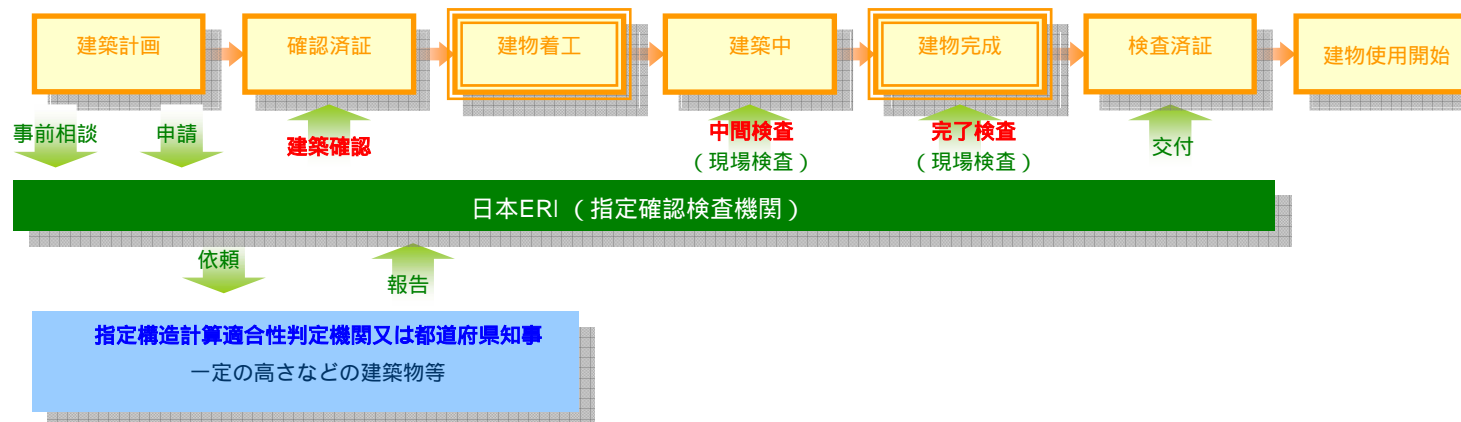 建築計画
確認済証
建物着工
建築中
建物完成
検査済証
建物使用開始
事前相談
申請
建築確認
中間検査
(現場検査)
完了検査
(現場検査)
交付
日本ERI (指定確認検査機関)
依頼
報告
指定構造計算適合性判定機関又は都道府県知事
一定の高さなどの建築物等